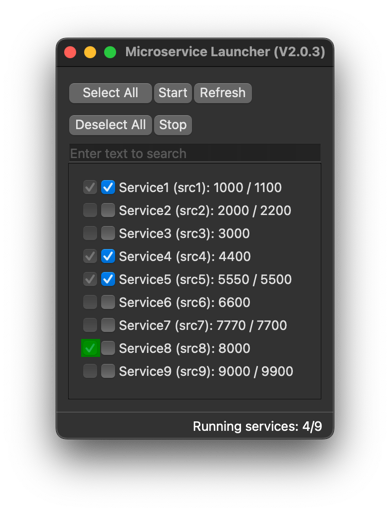 Microservice Launcher (V2.0.3)
Select All Start Refresh
Deselect All Stop
Enter text to search
Service1 (src1): 1000 / 1100
Service2 (src2): 2000 / 2200
Service3 (src3): 3000
Service4 (src4): 4400
Service5 (src5): 5550 / 5500
Service6 (src6): 6600
Service7 (src7): 7770 / 7700
Service8 (src8): 8000
Service9 (src9): 9000 / 9900
Running services: 4/9